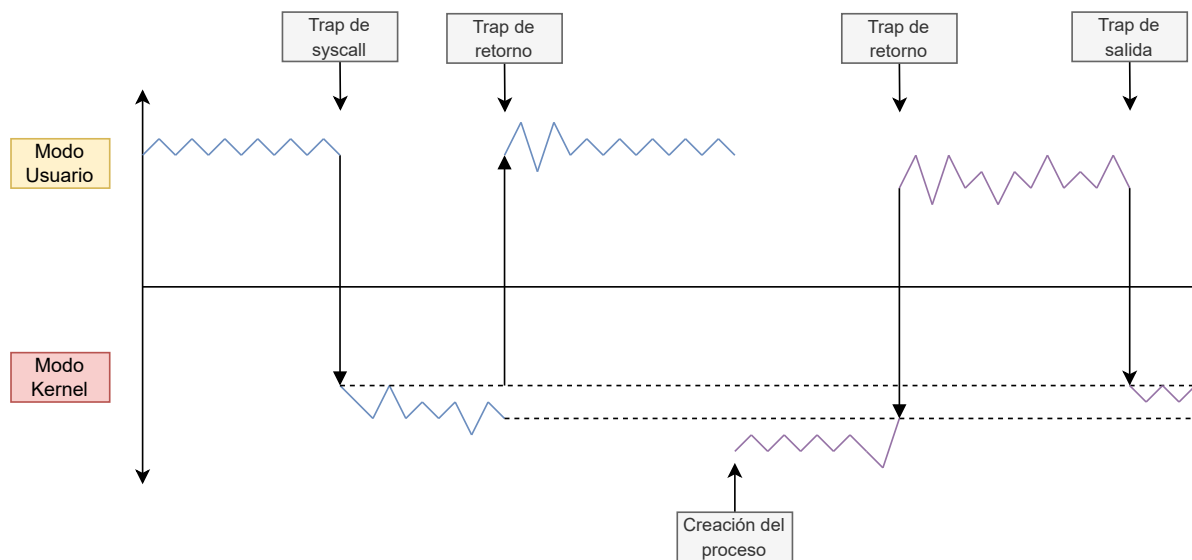 Trap de
syscall
Trap de
retorno
Trap de
retorno
Trap de
salida
Modo
Usuario
Modo
Kernel
Creación del
proceso